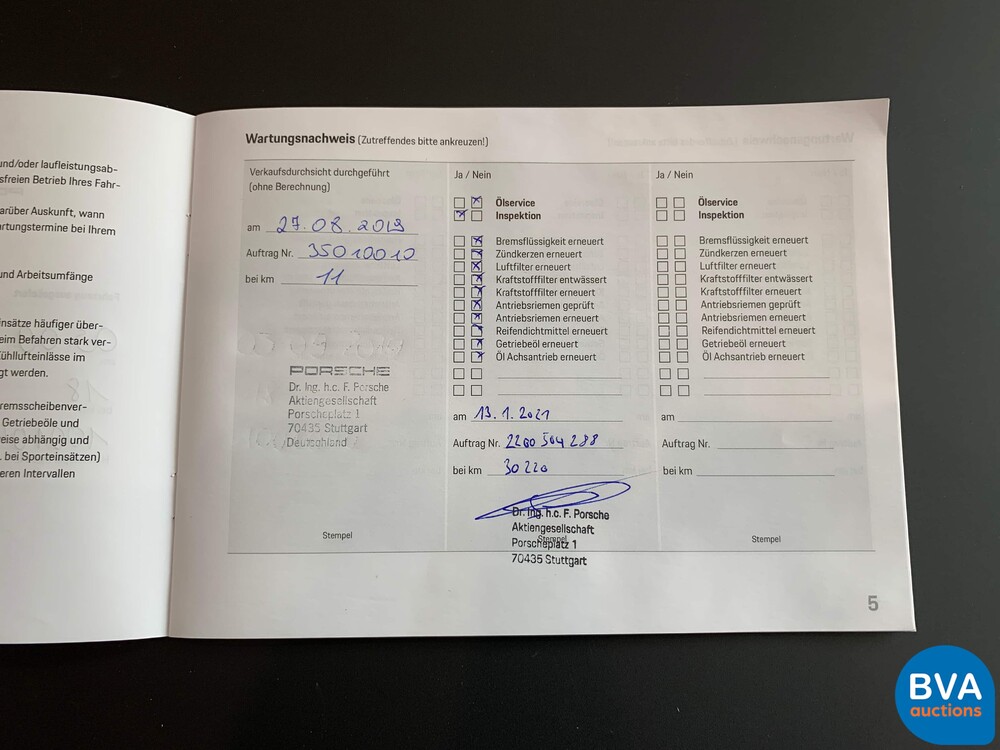 und/oder laufleistungsab-
sfreien Betrieb Ihres Fahr-
arüber Auskunft, wann
artungstermine bei Ihrem
und Arbeitsumfänge
insätze häufiger über-
eim Befahren stark ver-
Kühllufteinlässe im
gt werden.
remsscheibenver-
Getriebeöle und
eise abhängig und
. bei Sporteinsätzen)
eren Intervallen
Wartungsnachweis (Zutreffendes bitte ankreuzen!)
Verkaufsdurchsicht durchgeführt
(ohne Berechnung)
am 27.08.2019
Auftrag Nr. 35010010
bei km 11
PORSCHE
Dr. Ing. h.c. F. Porsche
Aktiengesellschaft
Porscheplatz 1
70435 Stuttgart
Deutschland
Stempel
Ja / Nein
Ölservice
Inspektion
Bremsflüssigkeit erneuert
Zündkerzen erneuert
Luftfilter erneuert
Kraftstofffilter entwässert
Kraftstofffilter erneuert
Antriebsriemen geprüft
Antriebsriemen erneuert
Reifendichtmittel erneuert
Getriebeöl erneuert
Öl Achsantrieb erneuert
am 13.1.2021
Auftrag Nr. 2200504288
bei km 30220
Dr. Ing. h.c. F. Porsche
Aktiengesellschaft
Porscheplatz 1
Stempel
70435 Stuttgart
Ja / Nein
Ölservice
Inspektion
Bremsflüssigkeit erneuert
Zündkerzen erneuert
Luftfilter erneuert
Kraftstofffilter entwässert
Kraftstofffilter erneuert
Antriebsriemen geprüft
Antriebsriemen erneuert
Reifendichtmittel erneuert
Getriebeöl erneuert
Öl Achsantrieb erneuert
am
Auftrag Nr.
bei km
Stempel
5
BVA
auctions